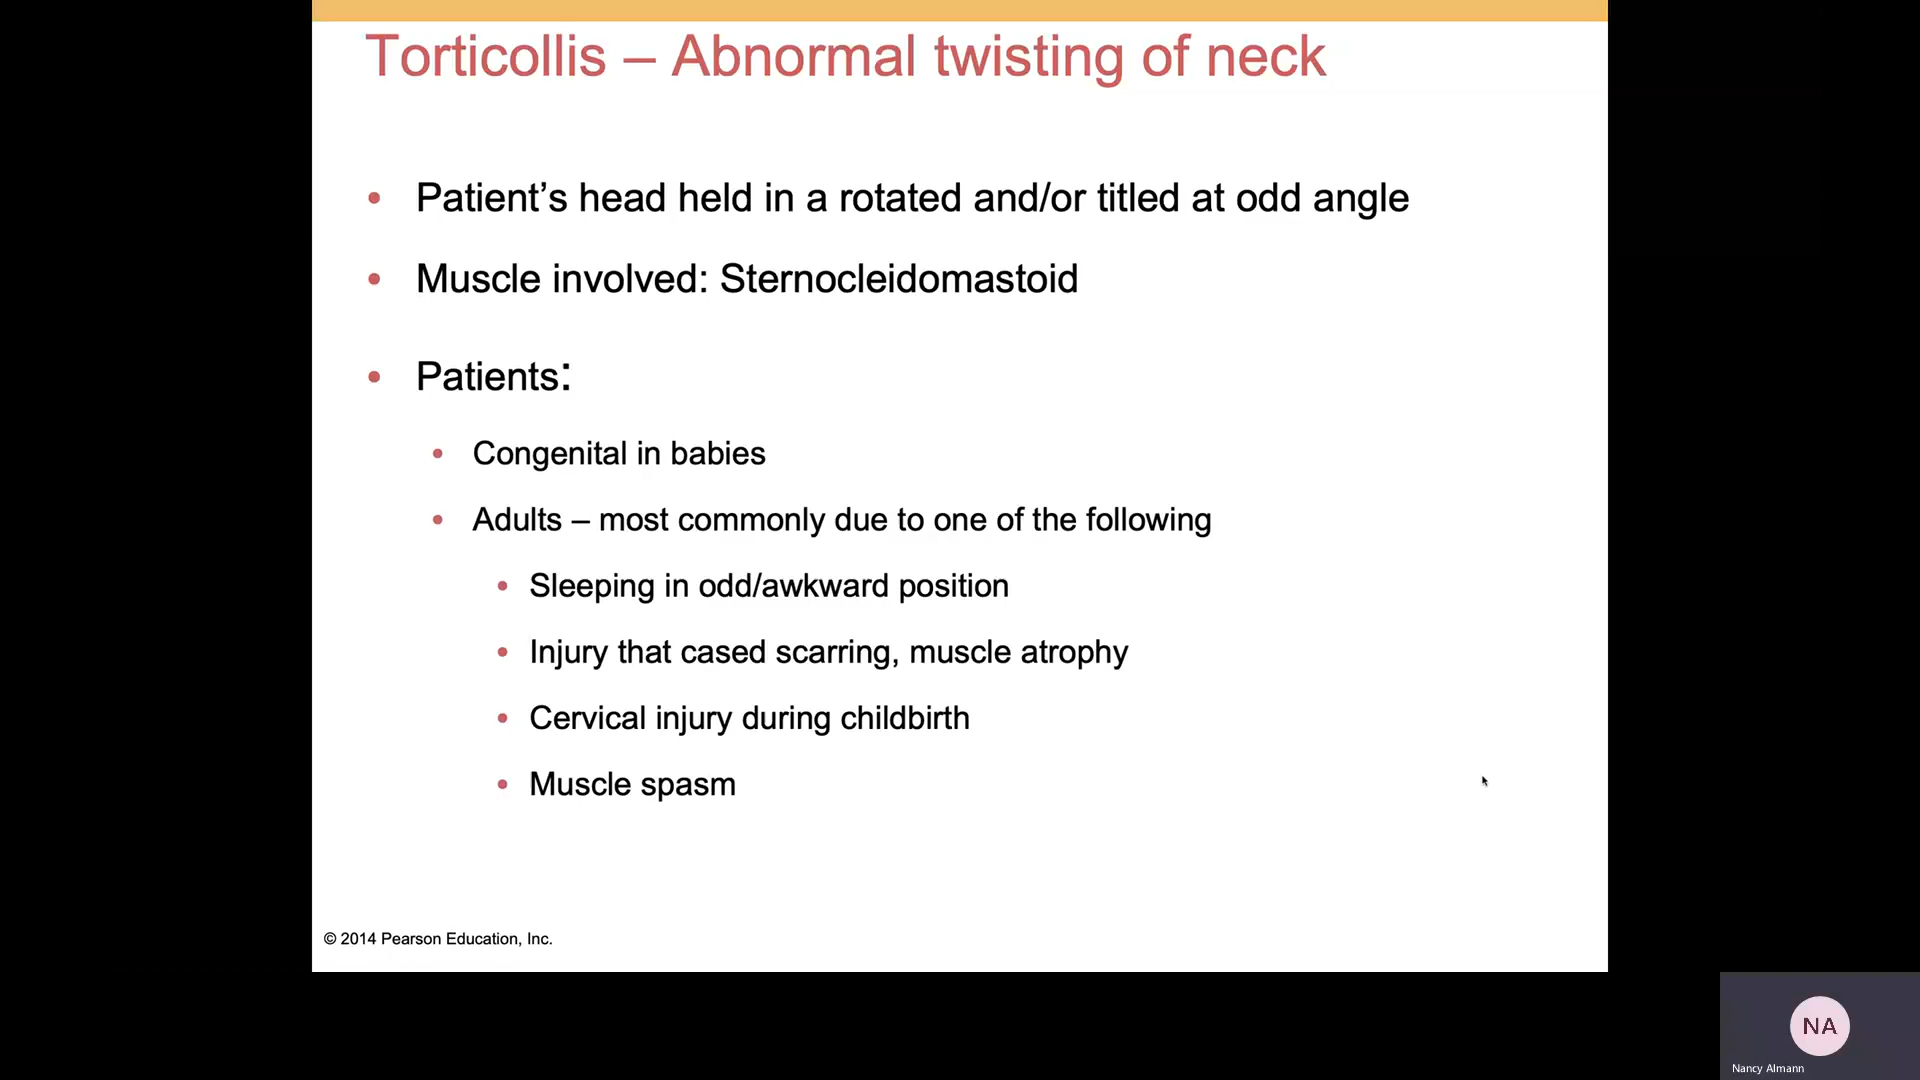 Torticollis – Abnormal twisting of neck
• Patient’s head held in a rotated and/or titled at odd angle
• Muscle involved: Sternocleidomastoid
• Patients:
• Congenital in babies
• Adults – most commonly due to one of the following
• Sleeping in odd/awkward position
• Injury that cased scarring, muscle atrophy
• Cervical injury during childbirth
• Muscle spasm
© 2014 Pearson Education, Inc.
NA
Nancy Almann